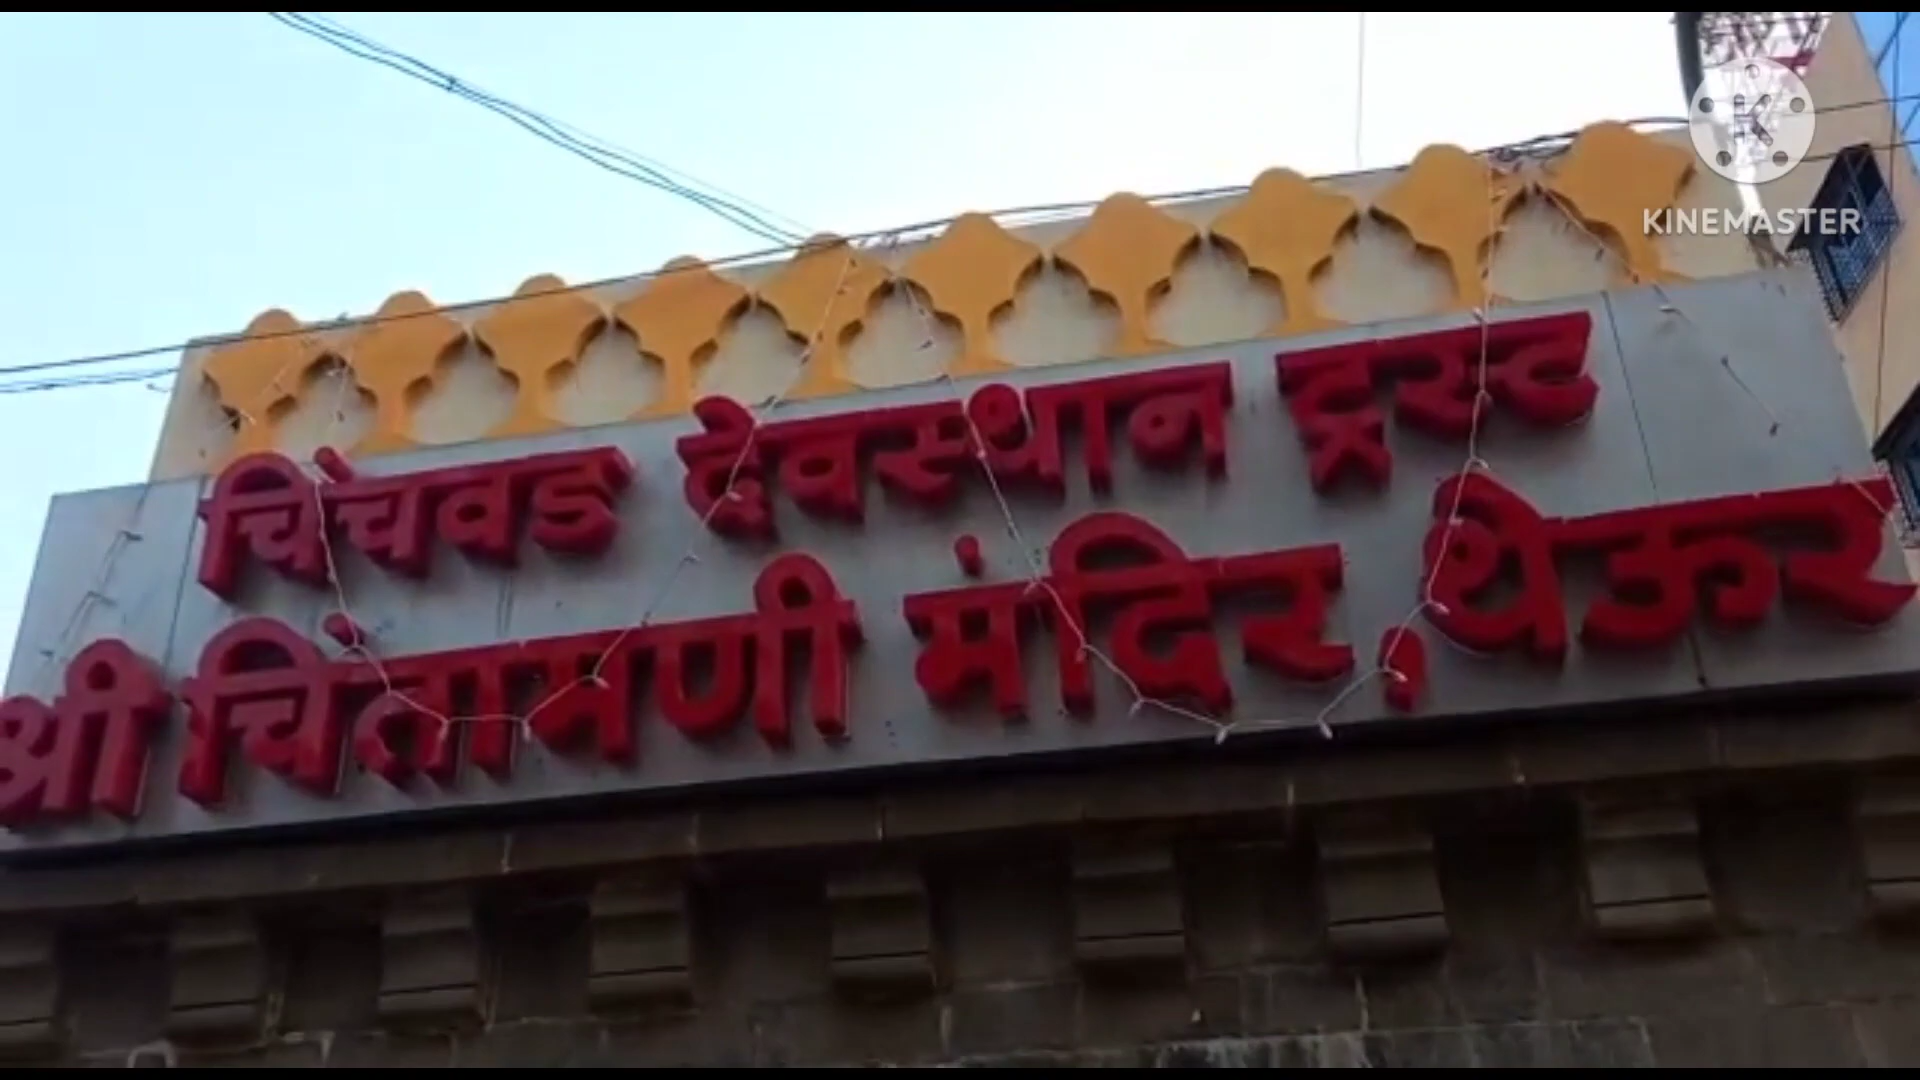 चिंचवड देवस्थान ट्रस्ट
श्री चिंतामणी मंदिर, थेऊर
KINEMASTER